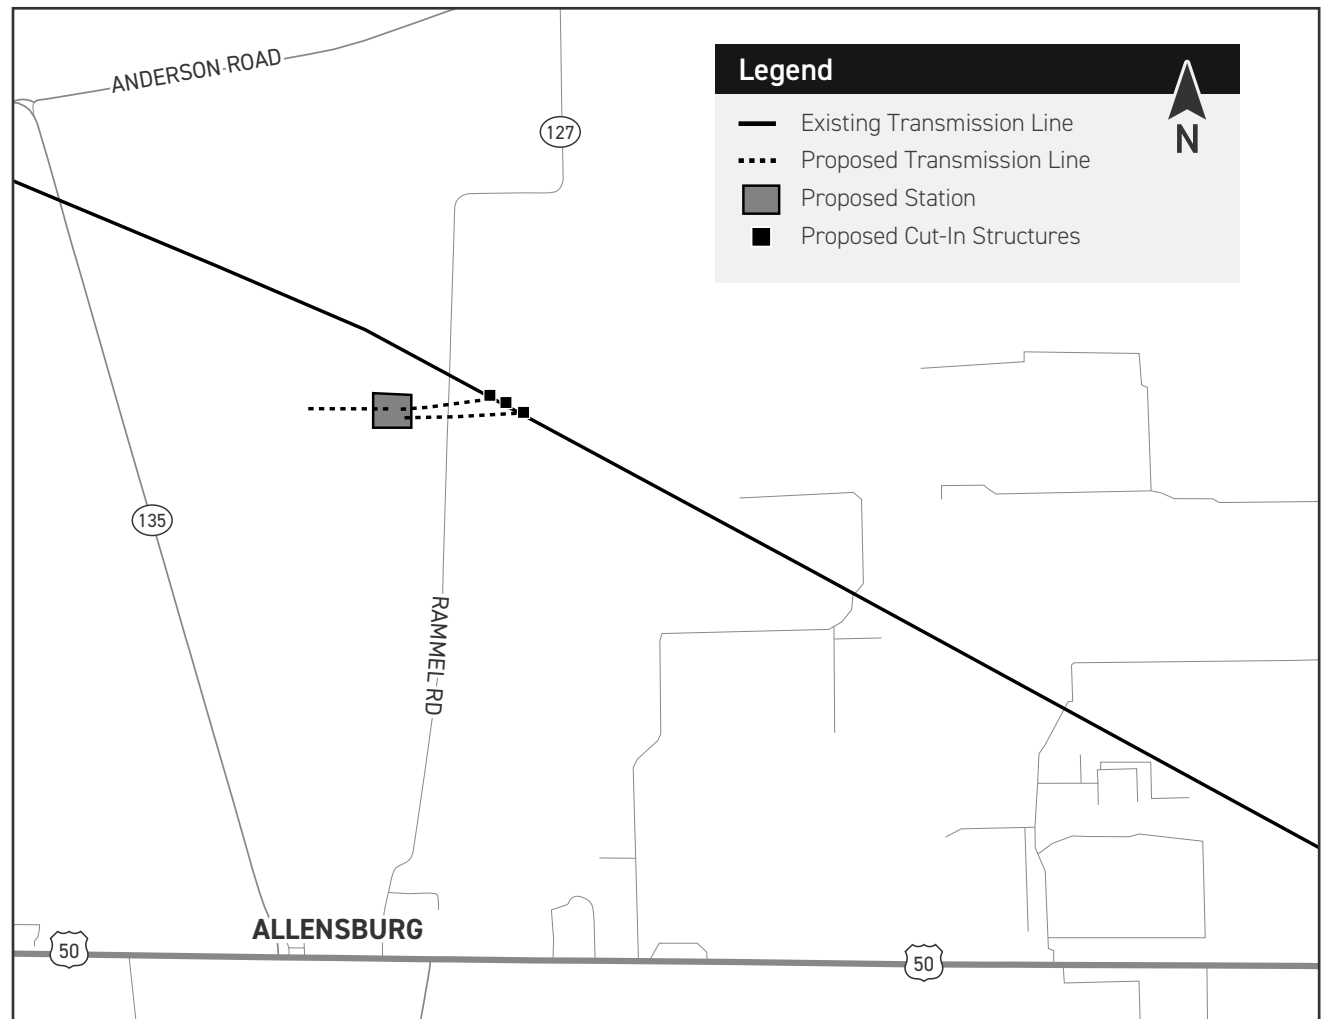 ANDERSON ROAD
127
Legend
N
Existing Transmission Line
Proposed Transmission Line
Proposed Station
Proposed Cut-In Structures
135
RAMMEL RD
ALLENSBURG
50
50